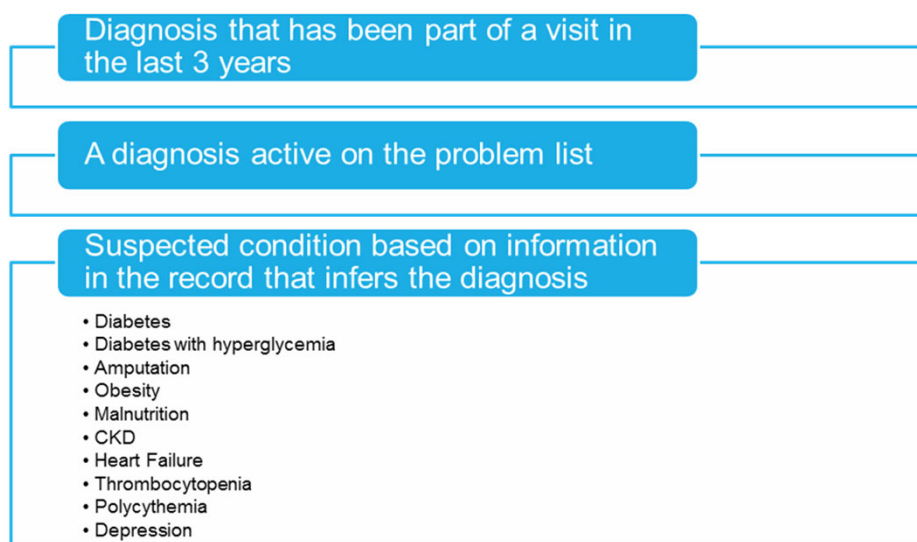 Diagnosis that has been part of a visit in
the last 3 years
A diagnosis active on the problem list
Suspected condition based on information
in the record that infers the diagnosis
• Diabetes
• Diabetes with hyperglycemia
• Amputation
• Obesity
• Malnutrition
• CKD
• Heart Failure
• Thrombocytopenia
• Polycythemia
• Depression